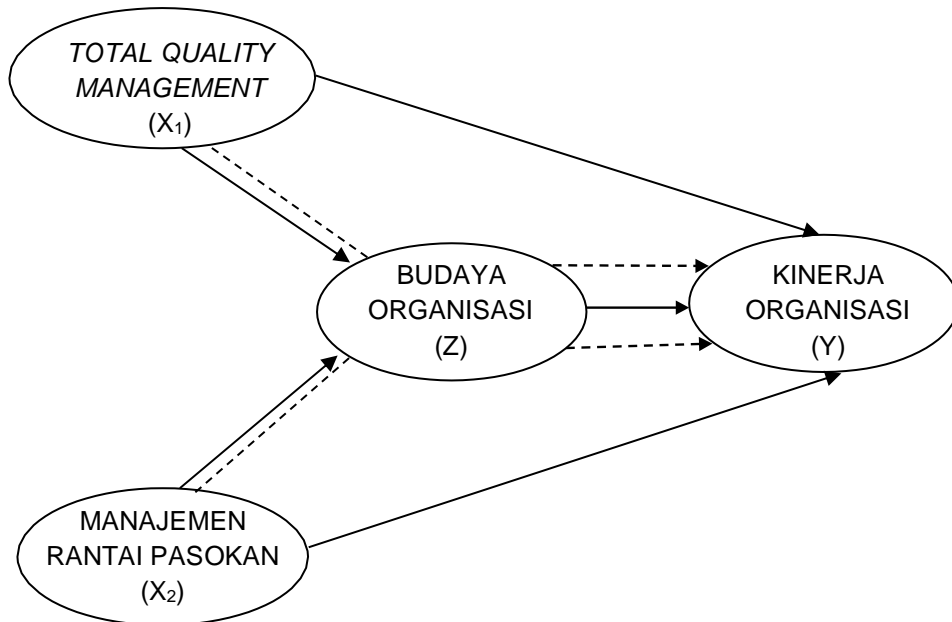 TOTAL QUALITY
MANAGEMENT
(X₁)
BUDAYA
ORGANISASI
(Z)
KINERJA
ORGANISASI
(Y)
MANAJEMEN
RANTAI PASOKAN
(X₂)